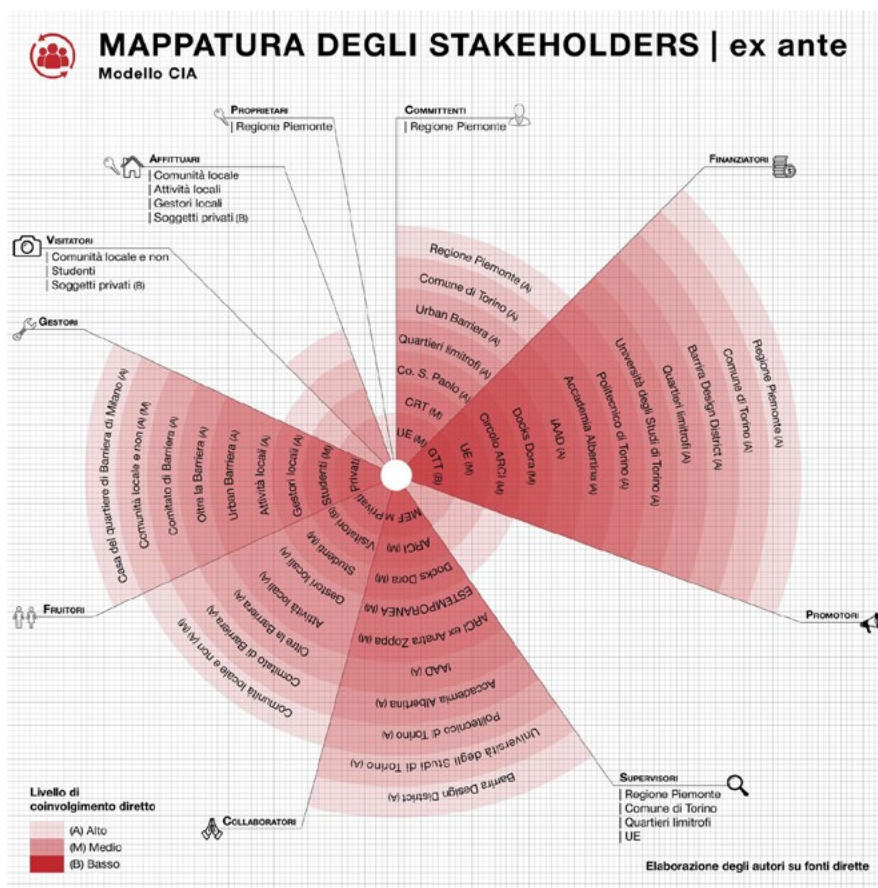 MAPPATURA DEGLI STAKEHOLDERS | ex ante
Modello CIA
PROPRIETARI
| Regione Piemonte
COMMITTENTI
| Regione Piemonte
AFFITTUARI
| Comunità locale
| Attività locali
| Gestori locali
| Soggetti privati (B)
FINANZIATORI
VISITATORI
| Comunità locale e non
| Studenti
| Soggetti privati (B)
GESTORI
Regione Piemonte (A)
Comune di Torino (A)
Urban Barriera (A)
Quartieri limitrofi (A)
Co. S. Paolo (A)
CRT (M)
UE (M)
GTT (B)
UE (M)
Circolo ARCI (M)
Docks Dora (M)
iAAD (A)
Accademia Albertina (A)
Politecnico di Torino (A)
Università degli Studi di Torino (A)
Quartieri limitrofi (A)
Barrira Design District (A)
Comune di Torino (A)
Regione Piemonte (A)
Casa del quartiere di Barriera di Milano (A)
Comunità locale e non (A) (M)
Comitato di Barriera (A)
Oltre la Barriera (A)
Urban Barriera (A)
Attività locali (A)
Gestori locali (A)
Studenti (M)
Privati
Privati
Visitatori (B)
Studenti (M)
Gestori locali (A)
Attività locali (A)
Oltre la Barriera (A)
Comitato di Barriera (A)
Comunità locale e non (A) (M)
MEF M
ARCI (M)
Docks Dora (M)
ESTEMPORANEA (M)
ARCI ex Anatra Zoppa (M)
IAAD (A)
Accademia Albertina (A)
Politecnico di Torino (A)
Università degli Studi di Torino (A)
Barrira Design District (A)
FRUITORI
PROMOTORI
SUPERVISORI
| Regione Piemonte
| Comune di Torino
| Quartieri limitrofi
| UE
COLLABORATORI
Livello di
coinvolgimento diretto
(A) Alto
(M) Medio
(B) Basso
Elaborazione degli autori su fonti dirette